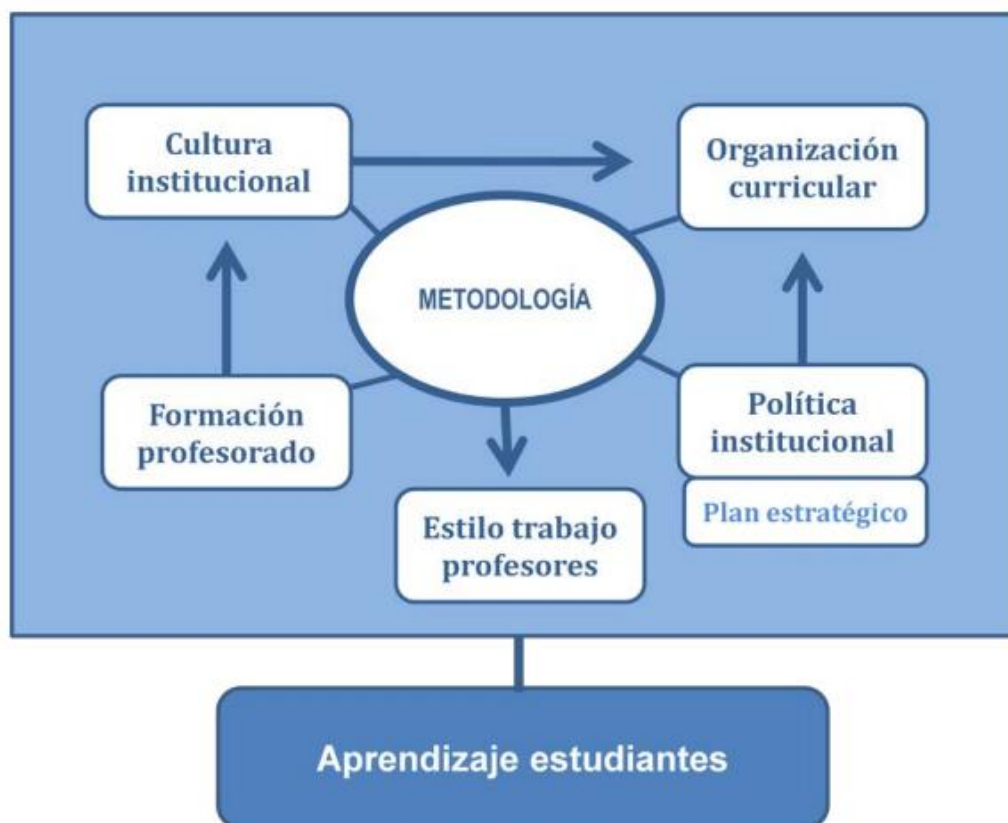 Cultura
institucional
Organización
curricular
METODOLOGÍA
Formación
profesorado
Política
institucional
Plan estratégico
Estilo trabajo
profesores
Aprendizaje estudiantes